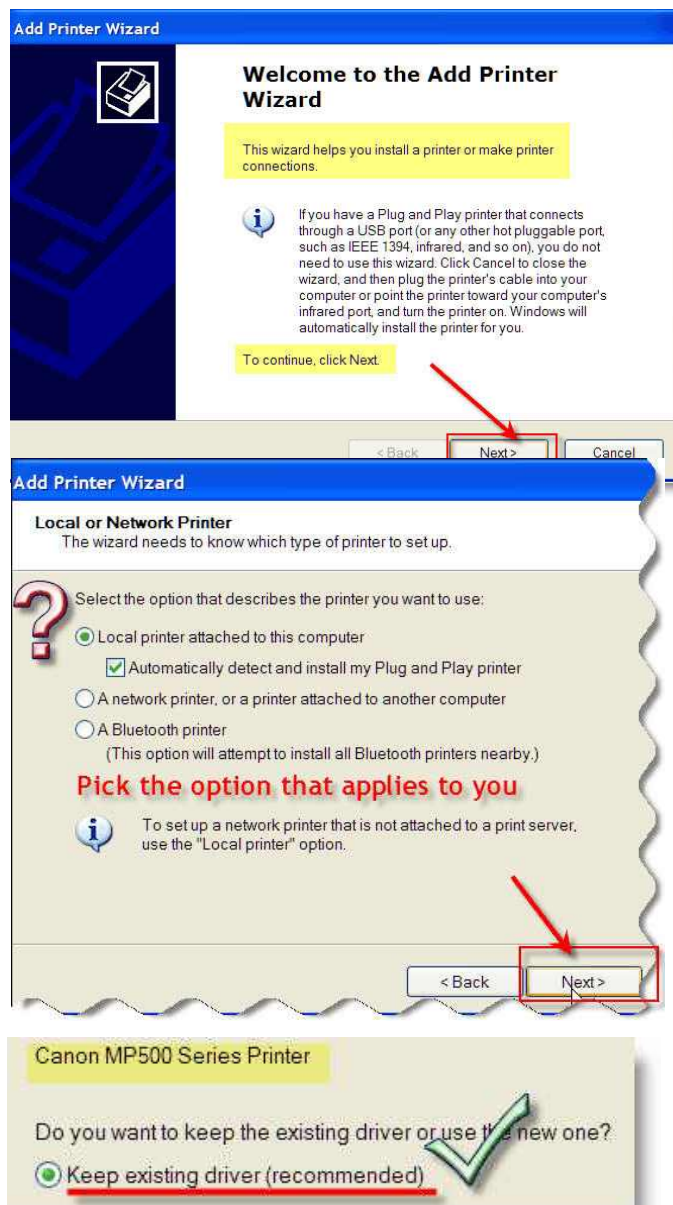 Add Printer Wizard
Welcome to the Add Printer
Wizard
This wizard helps you install a printer or make printer
connections.
If you have a Plug and Play printer that connects
through a USB port (or any other hot pluggable port,
such as IEEE 1394, infrared, and so on), you do not
need to use this wizard. Click Cancel to close the
wizard, and then plug the printer's cable into your
computer or point the printer toward your computer's
infrared port, and turn the printer on. Windows will
automatically install the printer for you.
To continue, click Next.
< Back Next > Cancel
Add Printer Wizard
Local or Network Printer
The wizard needs to know which type of printer to set up.
Select the option that describes the printer you want to use:
Local printer attached to this computer
Automatically detect and install my Plug and Play printer
A network printer, or a printer attached to another computer
A Bluetooth printer
(This option will attempt to install all Bluetooth printers nearby.)
Pick the option that applies to you
To set up a network printer that is not attached to a print server,
use the "Local printer" option.
< Back Next >
Canon MP500 Series Printer
Do you want to keep the existing driver or use the new one?
Keep existing driver (recommended)